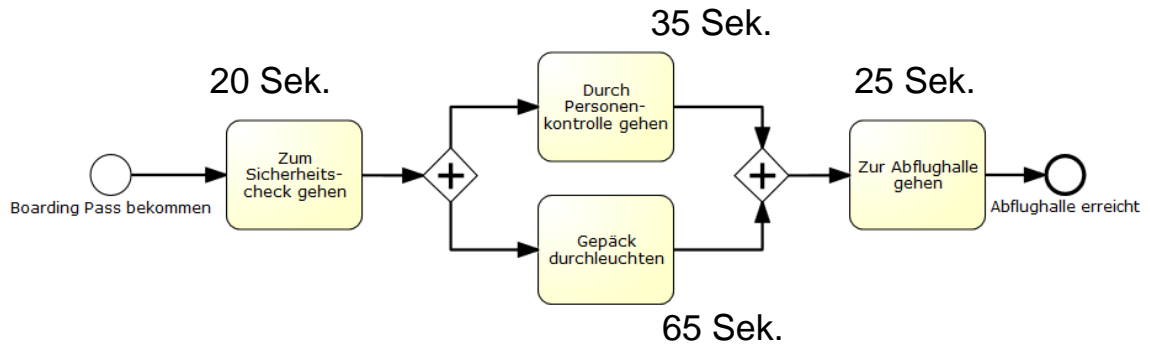 35 Sek.
20 Sek.
25 Sek.
Durch
Personen-
kontrolle gehen
Zum
Sicherheits-
check gehen
Zur Abflughalle
gehen
Boarding Pass bekommen
Abflughalle erreicht
Gepäck
durchleuchten
65 Sek.